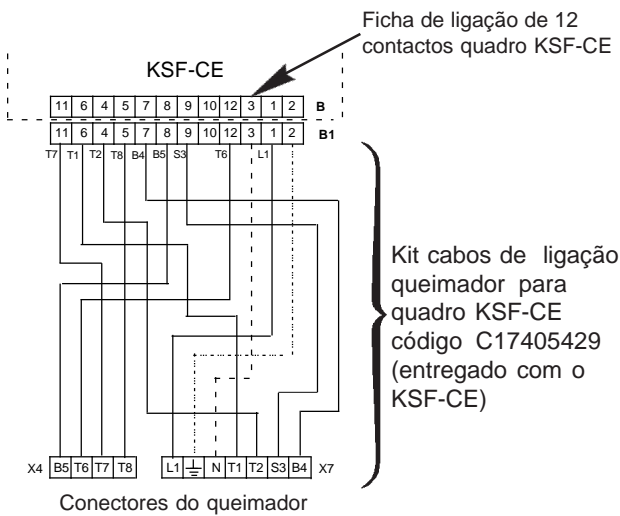 Ficha de ligação de 12
contactos quadro KSF-CE
KSF-CE
11 6 4 5 7 8 9 10 12 3 1 2 B
11 6 4 5 7 8 9 10 12 3 1 2 B1
T7 T1 T2 T8 B4 B5 S3 T6 L1
Kit cabos de ligação
queimador para
quadro KSF-CE
código C17405429
(entregado com o
KSF-CE)
X4 B5 T6 T7 T8 L1 N T1 T2 S3 B4 X7
Conectores do queimador